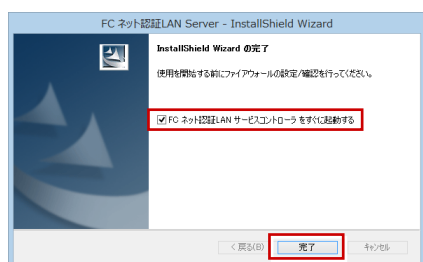 FC ネット認証LAN Server - InstallShield Wizard
InstallShield Wizard の完了
使用を開始する前にファイアウォールの設定/確認を行ってください。
FC ネット認証LAN サービスコントローラ をすぐに起動する
< 戻る(B)
完了
キャンセル